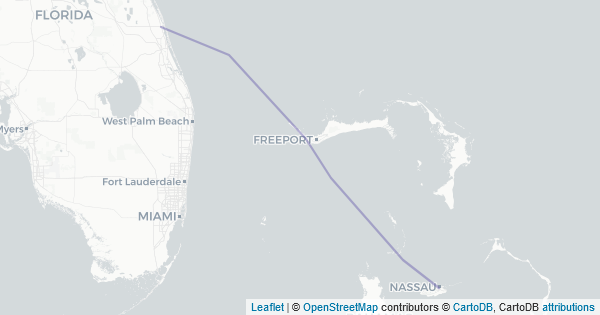 FLORIDA
West Palm Beach
Myers
FREEPORT
Fort Lauderdale
MIAMI
NASSAU
Leaflet | © OpenStreetMap contributors © CartoDB, CartoDB attributions